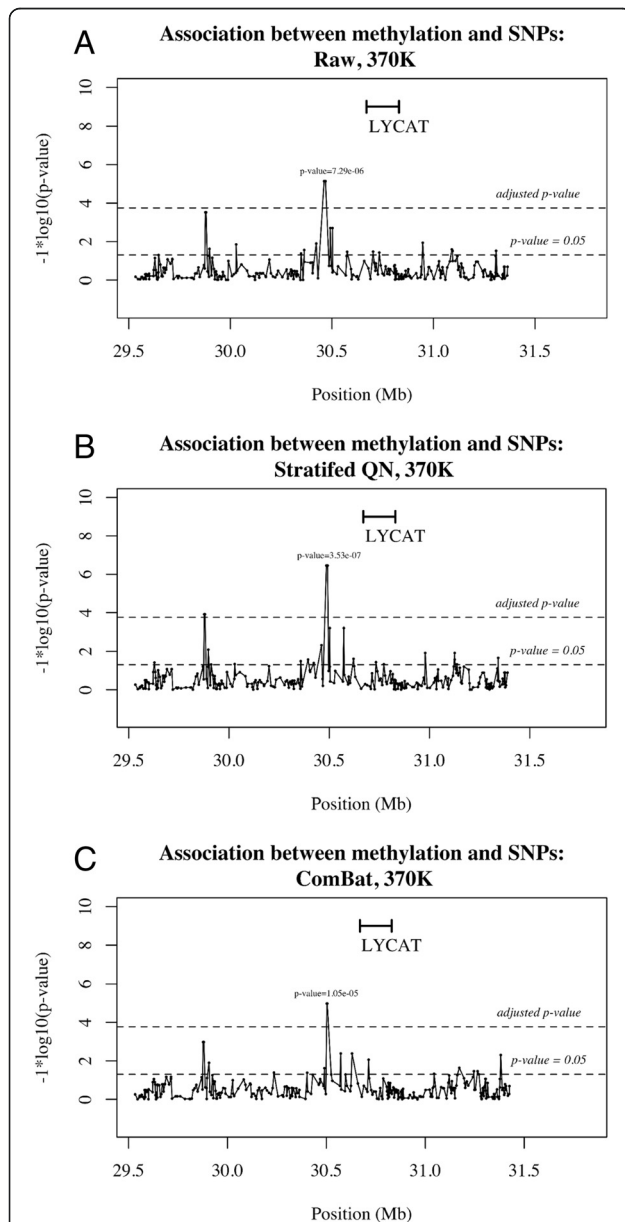 A
Association between methylation and SNPs:
Raw, 370K
-1*log10(p-value)
10
8
6
4
2
0
LYCAT
p-value=7.29e-06
adjusted p-value
p-value = 0.05
29.5 30.0 30.5 31.0 31.5
Position (Mb)
B
Association between methylation and SNPs:
Stratifed QN, 370K
-1*log10(p-value)
10
8
6
4
2
0
LYCAT
p-value=3.53e-07
adjusted p-value
p-value = 0.05
29.5 30.0 30.5 31.0 31.5
Position (Mb)
C
Association between methylation and SNPs:
ComBat, 370K
-1*log10(p-value)
10
8
6
4
2
0
LYCAT
p-value=1.05e-05
adjusted p-value
p-value = 0.05
29.5 30.0 30.5 31.0 31.5
Position (Mb)